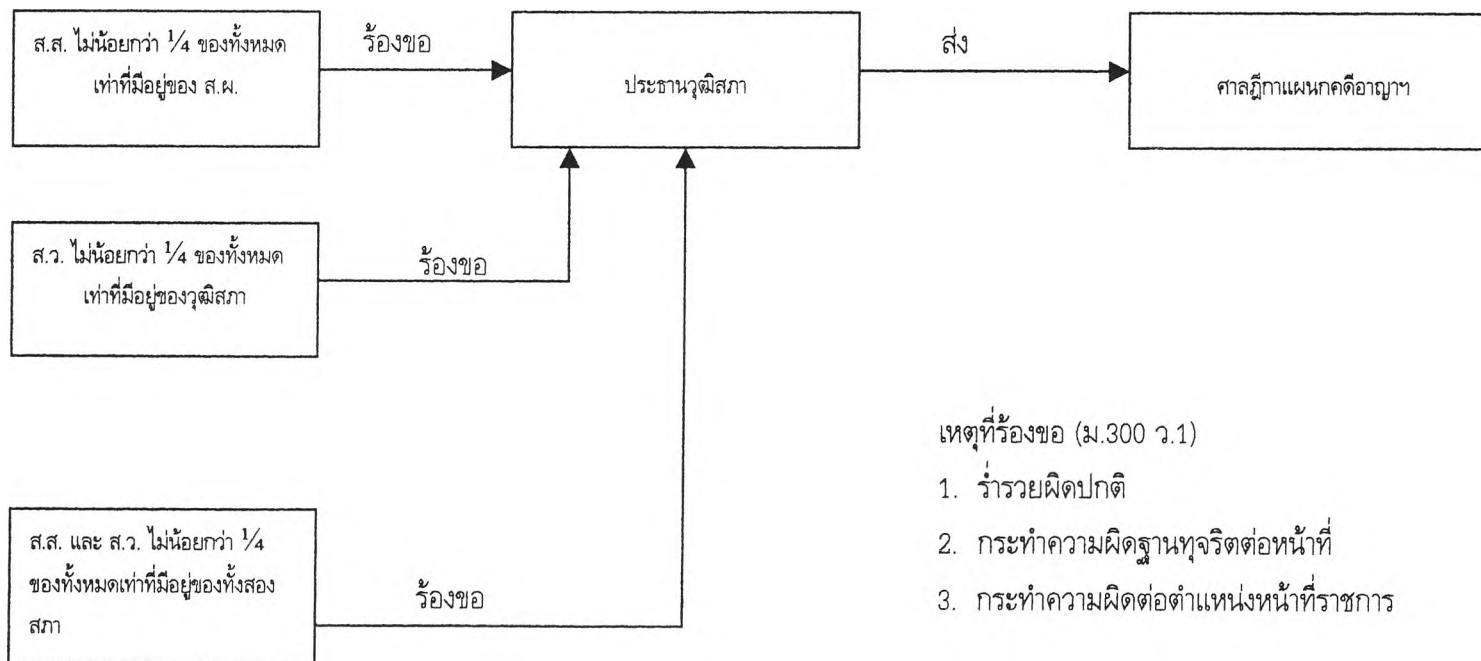 ส.ส. ไม่น้อยกว่า ¼ ของทั้งหมด
เท่าที่มีอยู่ของ ส.ผ.
ร้องขอ
ประธานวุฒิสภา
ส่ง
ศาลฎีกาแผนกคดีอาญาฯ
ส.ว. ไม่น้อยกว่า ¼ ของทั้งหมด
เท่าที่มีอยู่ของวุฒิสภา
ร้องขอ
ส.ส. และ ส.ว. ไม่น้อยกว่า ¼
ของทั้งหมดเท่าที่มีอยู่ของทั้งสอง
สภา
ร้องขอ
เหตุที่ร้องขอ (ม.300 ว.1)
1. ร่ำรวยผิดปกติ
2. กระทำความผิดฐานทุจริตต่อหน้าที่
3. กระทำความผิดต่อตำแหน่งหน้าที่ราชการ